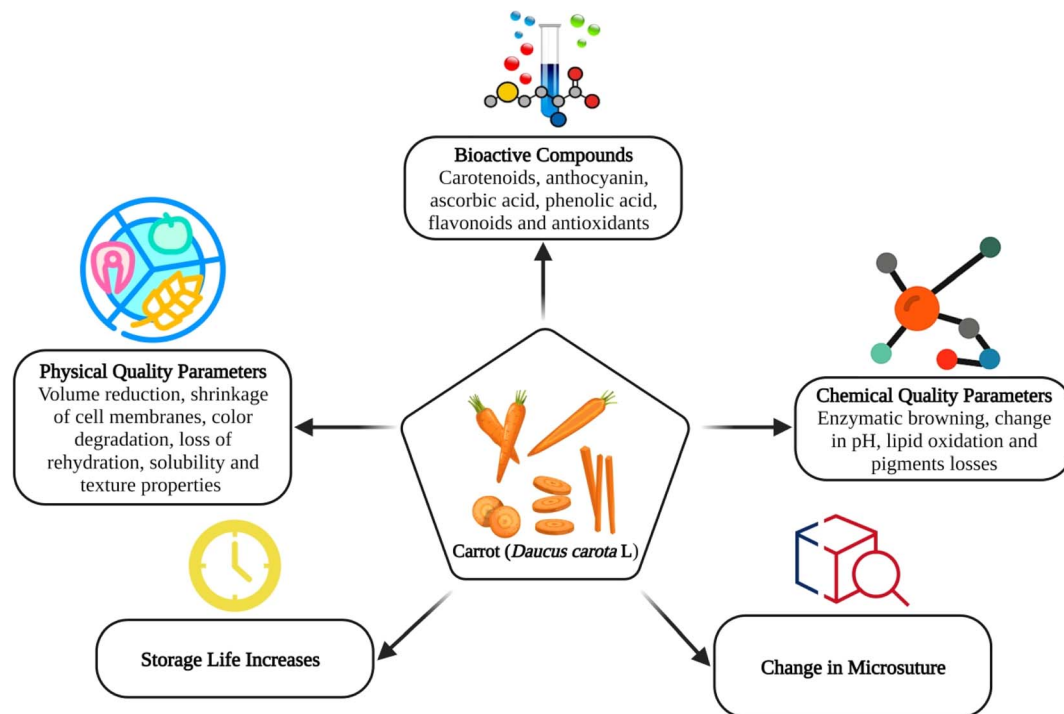 Bioactive Compounds
Carotenoids, anthocyanin,
ascorbic acid, phenolic acid,
flavonoids and antioxidants
Physical Quality Parameters
Volume reduction, shrinkage
of cell membranes, color
degradation, loss of
rehydration, solubility and
texture properties
Chemical Quality Parameters
Enzymatic browning, change
in pH, lipid oxidation and
pigments losses
Carrot (Daucus carota L)
Storage Life Increases
Change in Microsuture